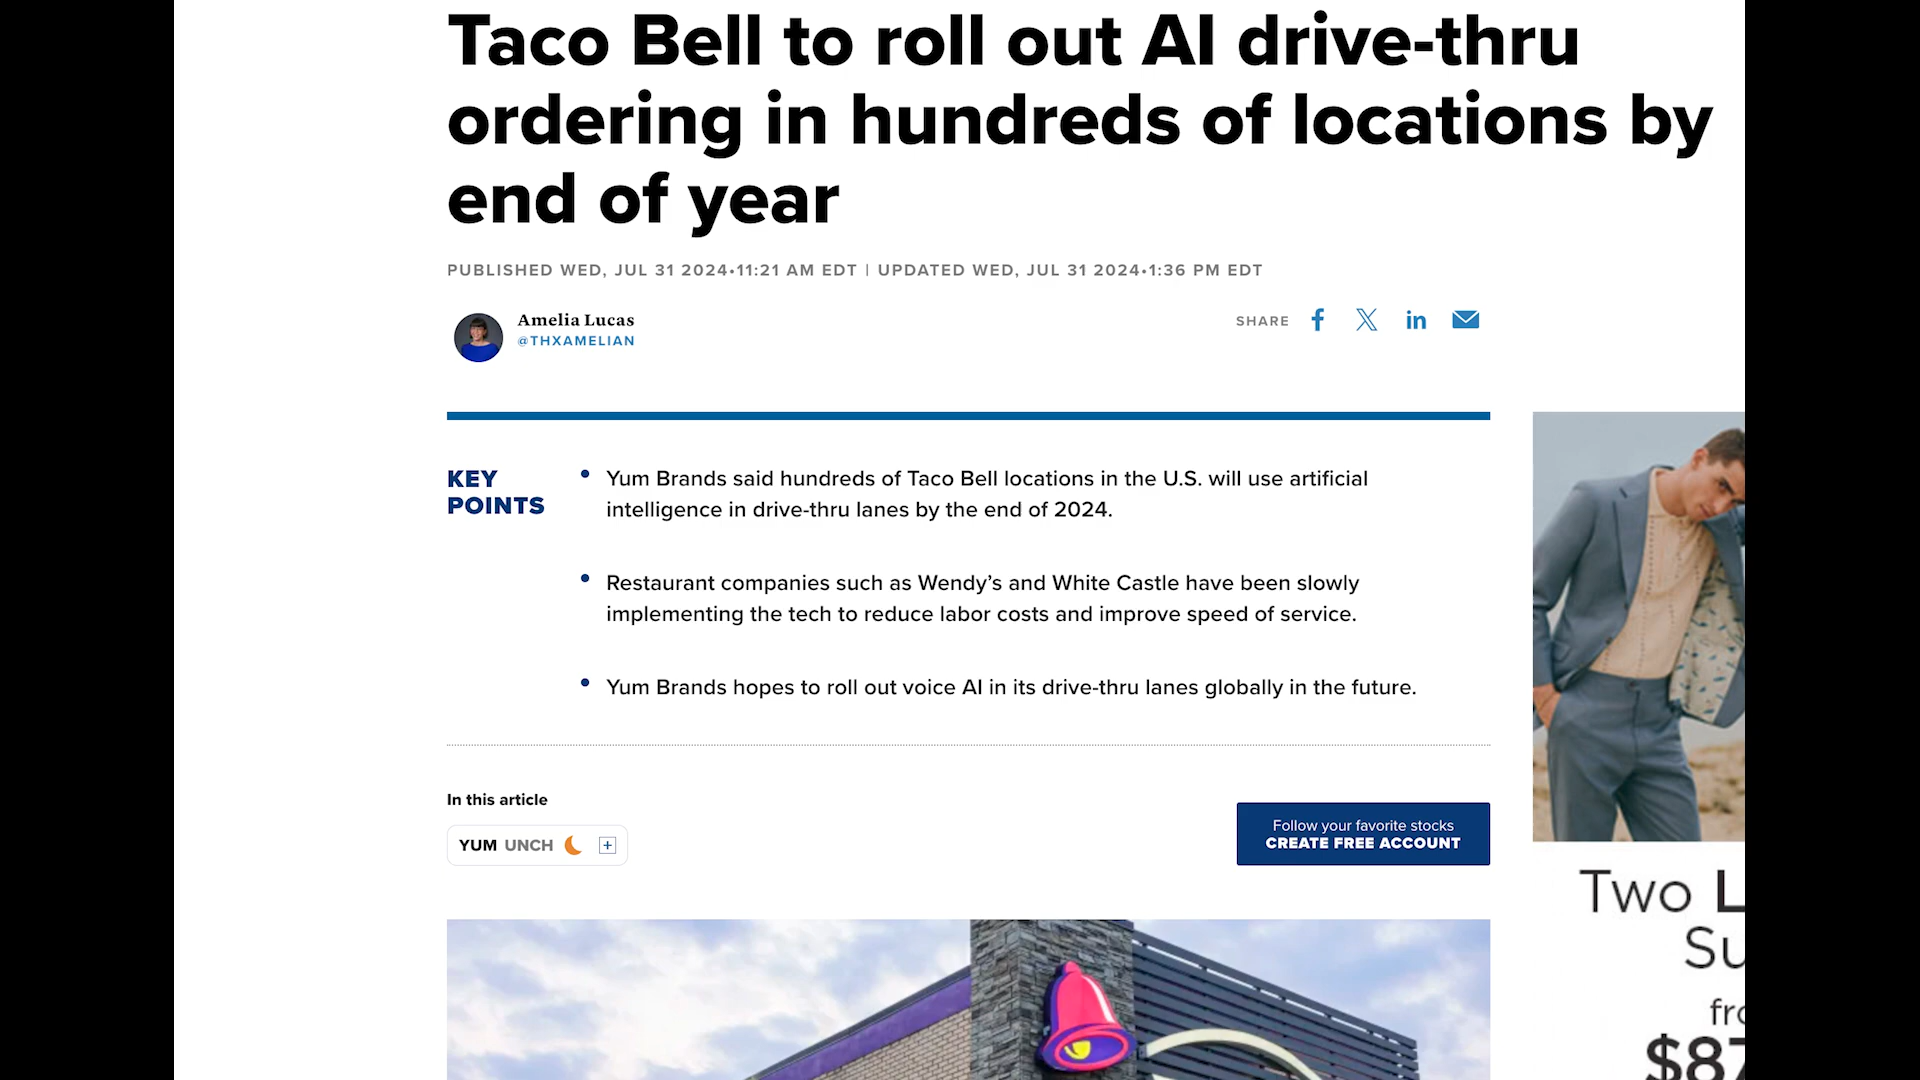 Taco Bell to roll out AI drive-thru
ordering in hundreds of locations by
end of year
PUBLISHED WED, JUL 31 2024•11:21 AM EDT | UPDATED WED, JUL 31 2024•1:36 PM EDT
Amelia Lucas
@THXAMELIAN
SHARE
KEY
POINTS
• Yum Brands said hundreds of Taco Bell locations in the U.S. will use artificial
intelligence in drive-thru lanes by the end of 2024.
• Restaurant companies such as Wendy’s and White Castle have been slowly
implementing the tech to reduce labor costs and improve speed of service.
• Yum Brands hopes to roll out voice AI in its drive-thru lanes globally in the future.
In this article
YUM UNCH
Follow your favorite stocks
CREATE FREE ACCOUNT
Two